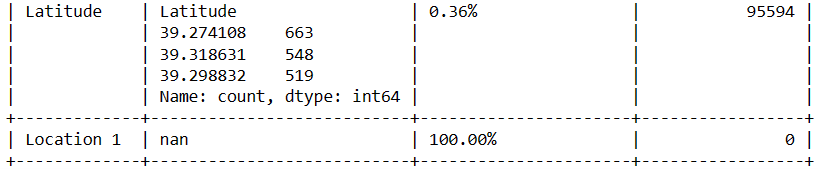 | Latitude    | Latitude                | 0.36%               |          95594 |
|             | 39.274108    663        |                     |                |
|             | 39.318631    548        |                     |                |
|             | 39.298832    519        |                     |                |
|             | Name: count, dtype: int64 |                     |                |
+-------------+-------------------------+---------------------+----------------+
| Location 1  | nan                     | 100.00%             |              0 |
+-------------+-------------------------+---------------------+----------------+